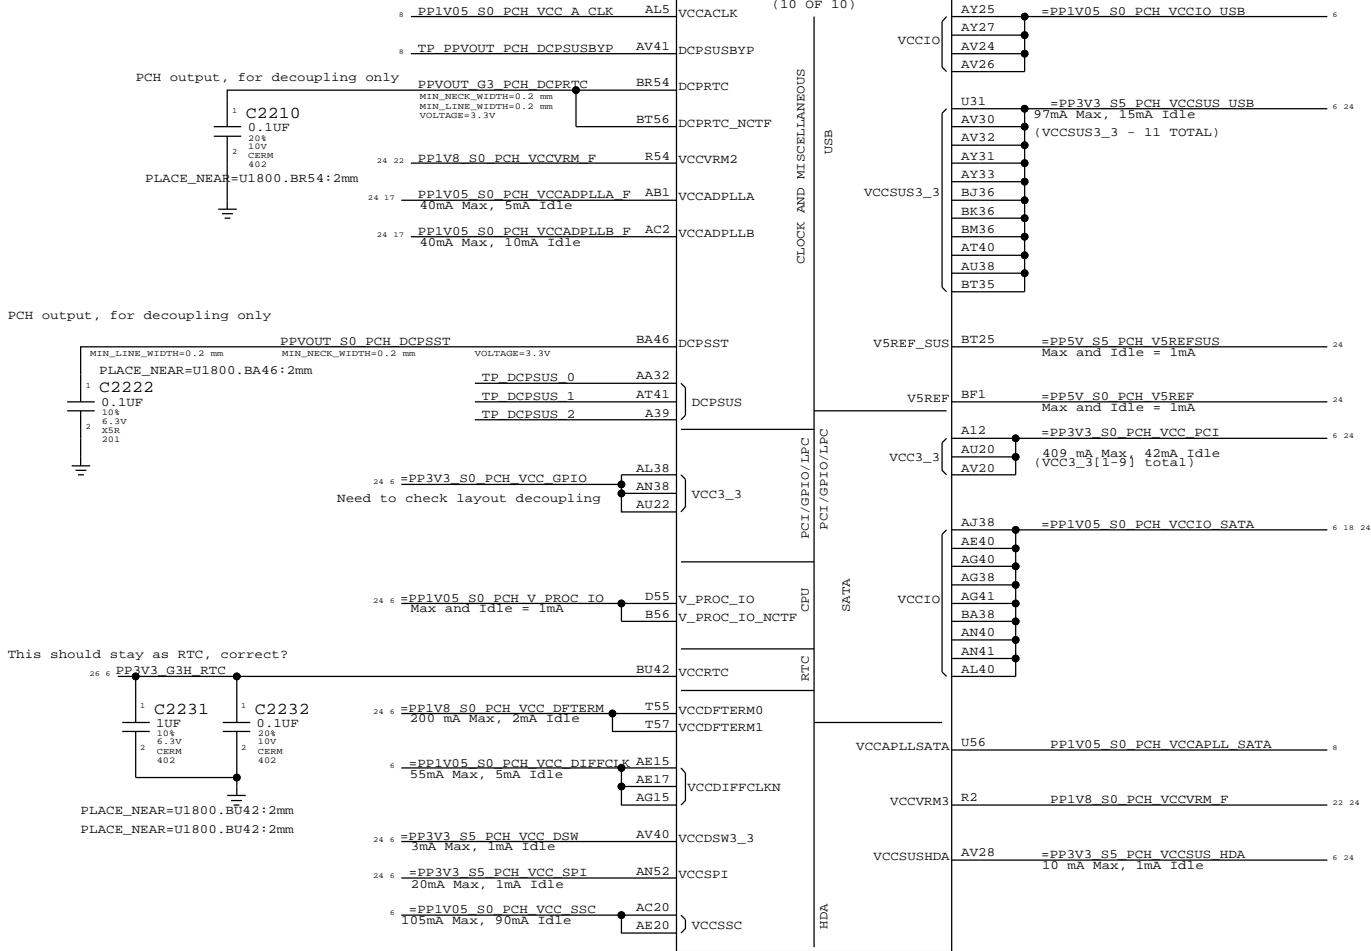 (10 OF 10)
8 PP1V05_S0_PCH_VCC_A_CLK AL5 VCCACLK
8 TP_PPVOUT_PCH_DCPSUSBYP AV41 DCPSUSBYP
PCH output, for decoupling only
PPVOUT_G3_PCH_DCPRTC BR54 DCPRTC
MIN_NECK_WIDTH=0.2 mm
MIN_LINE_WIDTH=0.2 mm
VOLTAGE=3.3V
BT56 DCPRTC_NCTF
1 C2210
0.1UF
20%
10V
2 CERM
402
PLACE_NEAR=U1800.BR54:2mm
24 22 PP1V8_S0_PCH_VCCVRM_F R54 VCCVRM2
24 17 PP1V05_S0_PCH_VCCADPLLA_F AB1 VCCADPLLA
40mA Max, 5mA Idle
24 17 PP1V05_S0_PCH_VCCADPLLB_F AC2 VCCADPLLB
40mA Max, 10mA Idle
PCH output, for decoupling only
PPVOUT_S0_PCH_DCPSST BA46 DCPSST
MIN_LINE_WIDTH=0.2 mm MIN_NECK_WIDTH=0.2 mm VOLTAGE=3.3V
PLACE_NEAR=U1800.BA46:2mm
1 C2222
0.1UF
10%
6.3V
2 X5R
201
TP_DCPSUS_0 AA32
TP_DCPSUS_1 AT41 DCPSUS
TP_DCPSUS_2 A39
AL38
24 6 =PP3V3_S0_PCH_VCC_GPIO AN38 VCC3_3
Need to check layout decoupling
AU22
24 6 =PP1V05_S0_PCH_V_PROC_IO D55 V_PROC_IO
Max and Idle = 1mA
B56 V_PROC_IO_NCTF
This should stay as RTC, correct?
26 6 PP3V3_G3H_RTC BU42 VCCRTC
1 C2231
1UF
10%
6.3V
2 CERM
402
1 C2232
0.1UF
20%
10V
2 CERM
402
PLACE_NEAR=U1800.BU42:2mm
PLACE_NEAR=U1800.BU42:2mm
24 6 =PP1V8_S0_PCH_VCC_DFTERM T55 VCCDFTERM0
200 mA Max, 2mA Idle
T57 VCCDFTERM1
6 =PP1V05_S0_PCH_VCC_DIFFCLK AE15
55mA Max, 5mA Idle
AE17 VCCDIFFCLKN
AG15
24 6 =PP3V3_S5_PCH_VCC_DSW AV40 VCCDSW3_3
3mA Max, 1mA Idle
24 6 =PP3V3_S5_PCH_VCC_SPI AN52 VCCSPI
20mA Max, 1mA Idle
6 =PP1V05_S0_PCH_VCC_SSC AC20
105mA Max, 90mA Idle
AE20 VCCSSC
CLOCK AND MISCELLANEOUS
USB
PCI/GPIO/LPC
PCI/GPIO/LPC
CPU
SATA
RTC
HDA
VCCIO
AY25 =PP1V05_S0_PCH_VCCIO_USB 6
AY27
AV24
AV26
VCCSUS3_3
U31 =PP3V3_S5_PCH_VCCSUS_USB 6 24
97mA Max, 15mA Idle
AV30
(VCCSUS3_3 - 11 TOTAL)
AV32
AY31
AY33
BJ36
BK36
BM36
AT40
AU38
BT35
V5REF_SUS BT25 =PP5V_S5_PCH_V5REFSUS 24
Max and Idle = 1mA
V5REF BF1 =PP5V_S0_PCH_V5REF 24
Max and Idle = 1mA
VCC3_3
A12 =PP3V3_S0_PCH_VCC_PCI 6 24
AU20 409 mA Max, 42mA Idle
(VCC3_3[1-9] total)
AV20
VCCIO
AJ38 =PP1V05_S0_PCH_VCCIO_SATA 6 18 24
AE40
AG40
AG38
AG41
BA38
AN40
AN41
AL40
VCCAPLLSATA U56 PP1V05_S0_PCH_VCCAPLL_SATA 8
VCCVRM3 R2 PP1V8_S0_PCH_VCCVRM_F 22 24
VCCSUSHDA AV28 =PP3V3_S5_PCH_VCCSUS_HDA 6 24
10 mA Max, 1mA Idle